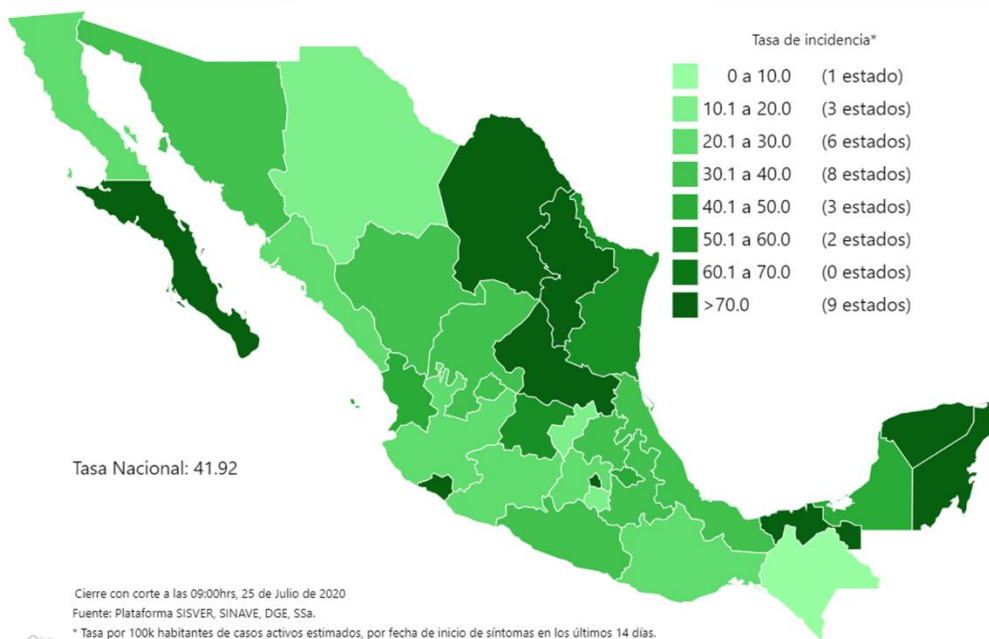 Tasa de incidencia*
0 a 10.0 (1 estado)
10.1 a 20.0 (3 estados)
20.1 a 30.0 (6 estados)
30.1 a 40.0 (8 estados)
40.1 a 50.0 (3 estados)
50.1 a 60.0 (2 estados)
60.1 a 70.0 (0 estados)
>70.0 (9 estados)
Tasa Nacional: 41.92
Cierre con corte a las 09:00hrs, 25 de Julio de 2020
Fuente: Plataforma SISVER, SINAVE, DGE, SSa.
* Tasa por 100k habitantes de casos activos estimados, por fecha de inicio de síntomas en los últimos 14 días.